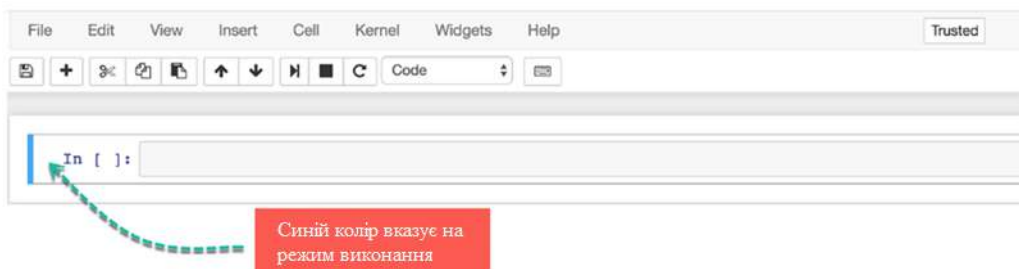 File Edit View Insert Cell Kernel Widgets Help Trusted
Code
In [ ]:
Синій колір вказує на
режим виконання